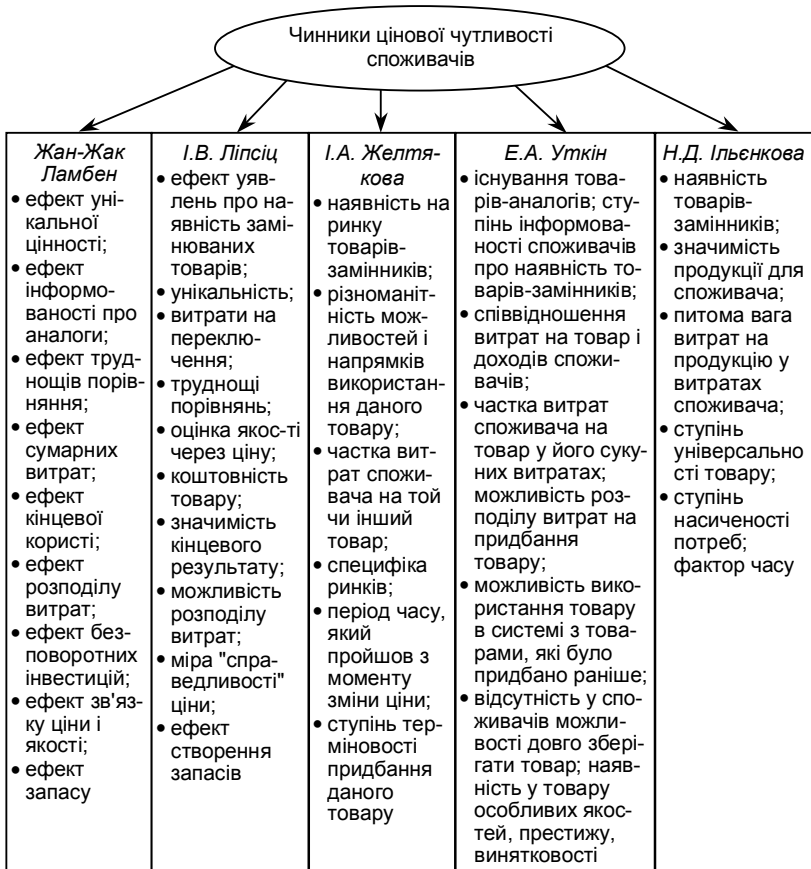 Чинники цінової чутливості
споживачів
Жан-Жак
Ламбен
• ефект уні-
кальної
цінності;
• ефект
інформо-
ваності про
аналоги;
• ефект труд-
нощів порів-
няння;
• ефект
сумарних
витрат;
• ефект
кінцевої
користі;
• ефект
розподілу
витрат;
• ефект без-
поворотних
інвестицій;
• ефект зв'яз-
ку ціни і
якості;
• ефект
запасу
І.В. Ліпсіц
• ефект уяв-
лень про на-
явність замі-
нюваних
товарів;
• унікальність;
• витрати на
переклю-
чення;
• труднощі
порівнянь;
• оцінка якос-ті
через ціну;
• коштовність
товару;
• значимість
кінцевого
результату;
• можливість
розподілу
витрат;
• міра "спра-
ведливості"
ціни;
• ефект
створення
запасів
І.А. Желтя-
кова
• наявність на
ринку
товарів-
замінників;
• різноманіт-
ність мож-
ливостей і
напрямків
використан-
ня даного
товару;
• частка вит-
рат спожи-
вача на той
чи інший
товар;
• специфіка
ринків;
• період часу,
який
пройшов з
моменту
зміни ціни;
• ступінь тер-
міновості
придбання
даного
товару
Е.А. Уткін
• існування това-
рів-аналогів; сту-
пінь інформова-
ності споживачів
про наявність то-
варів-замінників;
• співвідношення
витрат на товар і
доходів спожи-
вачів;
• частка витрат
споживача на
товар у його суку-
них витратах;
можливість роз-
поділу витрат на
придбання
товару;
• можливість вико-
ристання товару
в системі з това-
рами, які було
придбано раніше;
• відсутність у спо-
живачів можли-
вості довго збері-
гати товар; наяв-
ність у товару
особливих якос-
тей, престижу,
винятковості
Н.Д. Ільєнкова
• наявність
товарів-
замінників;
• значимість
продукції для
споживача;
• питома вага
витрат на
продукцію у
витратах
споживача;
• ступінь
універсально
сті товару;
• ступінь
насиченості
потреб;
фактор часу